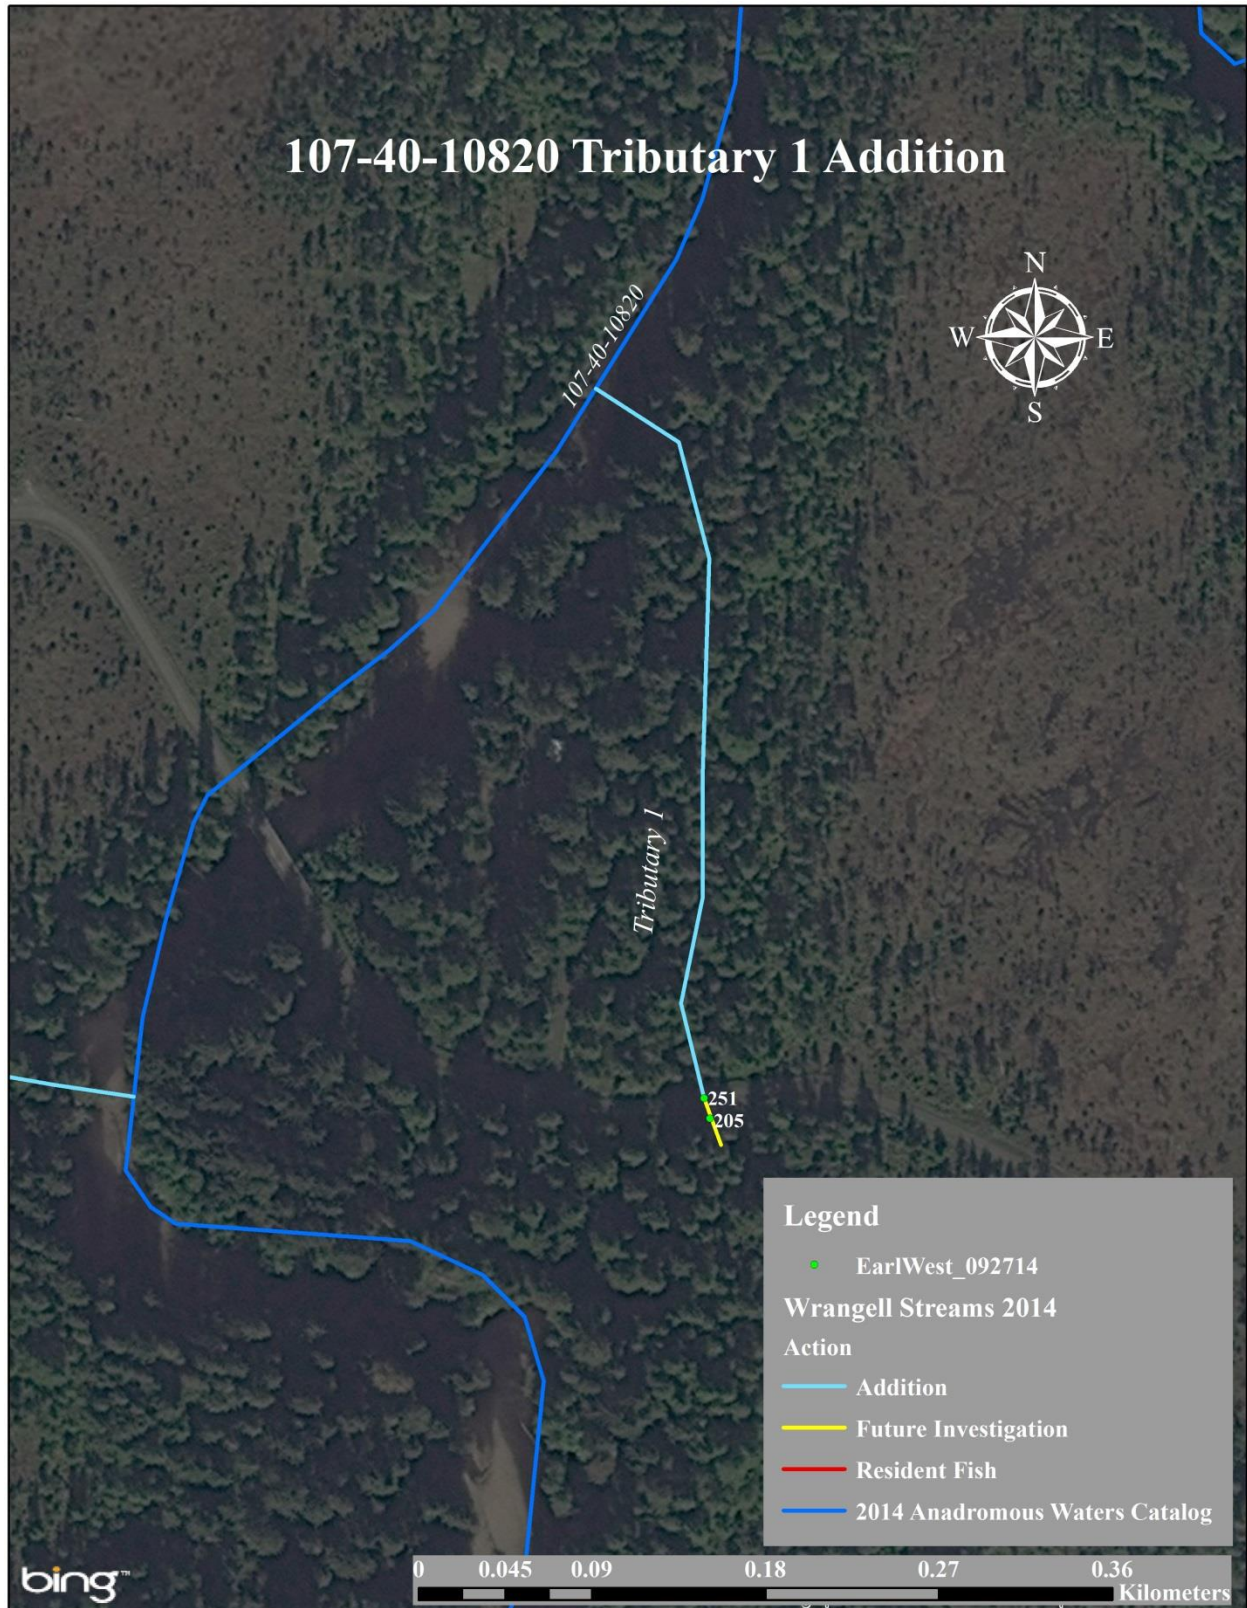 107-40-10820 Tributary 1 Addition
N
W E
S
107-40-10820
Tributary 1
251
205
Legend
EarlWest_092714
Wrangell Streams 2014
Action
Addition
Future Investigation
Resident Fish
2014 Anadromous Waters Catalog
0 0.045 0.09 0.18 0.27 0.36
Kilometers
bing™